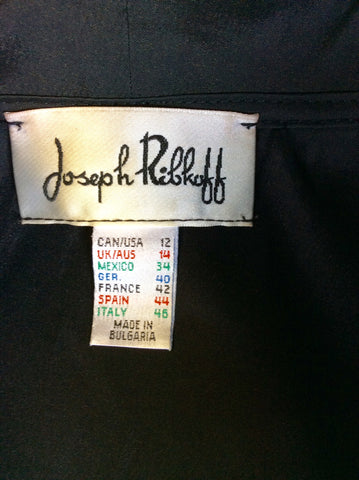 Joseph Ribkoff
CAN/USA 12
UK/AUS 14
MEXICO 34
GER. 40
FRANCE 42
SPAIN 44
ITALY 46
MADE IN
BULGARIA